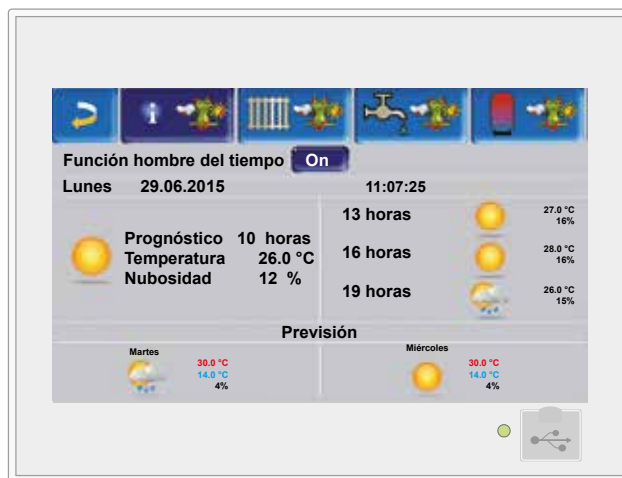 Función hombre del tiempo On
Lunes 29.06.2015 11:07:25
Prognóstico 10 horas
Temperatura 26.0 °C
Nubosidad 12 %
13 horas 27.0 °C
16%
16 horas 28.0 °C
16%
19 horas 26.0 °C
15%
Previsión
Martes
30.0 °C
14.0 °C
4%
Miércoles
30.0 °C
14.0 °C
4%